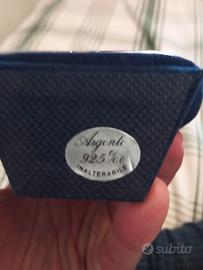 Argento
925‰
INALTERABILE
subito